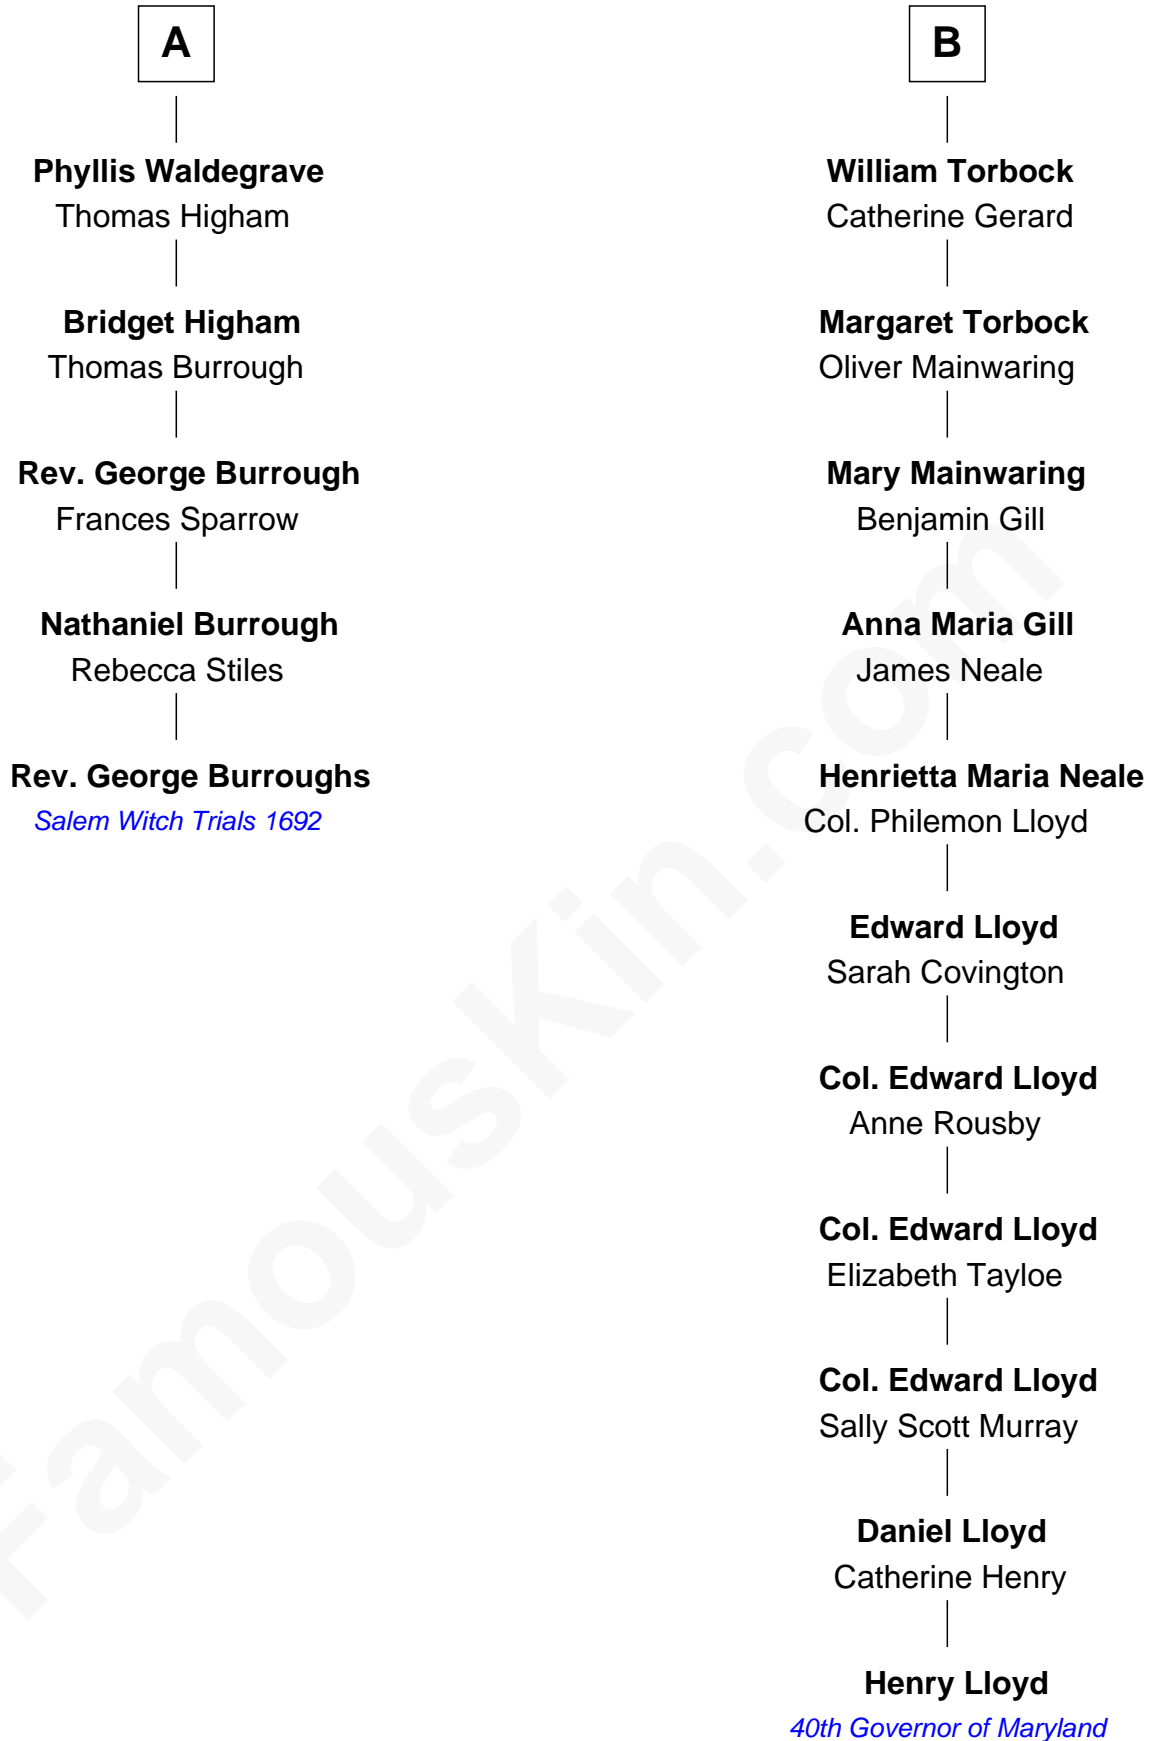 A
Phyllis Waldegrave
Thomas Higham
Bridget Higham
Thomas Burrough
Rev. George Burrough
Frances Sparrow
Nathaniel Burrough
Rebecca Stiles
Rev. George Burroughs
Salem Witch Trials 1692
B
William Torbock
Catherine Gerard
Margaret Torbock
Oliver Mainwaring
Mary Mainwaring
Benjamin Gill
Anna Maria Gill
James Neale
Henrietta Maria Neale
Col. Philemon Lloyd
Edward Lloyd
Sarah Covington
Col. Edward Lloyd
Anne Rousby
Col. Edward Lloyd
Elizabeth Tayloe
Col. Edward Lloyd
Sally Scott Murray
Daniel Lloyd
Catherine Henry
Henry Lloyd
40th Governor of Maryland
FamousKin.com